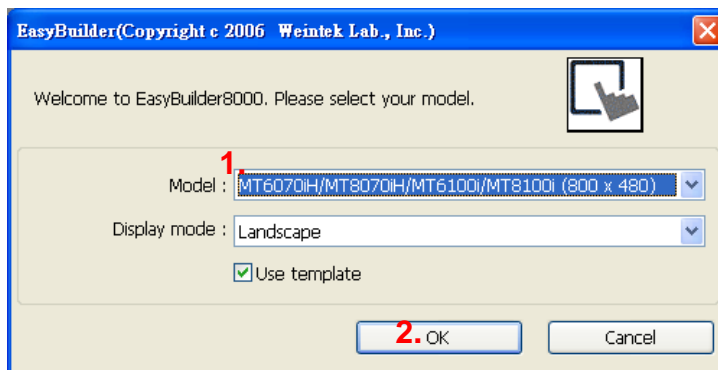 EasyBuilder(Copyright c 2006 Weintek Lab., Inc.)
Welcome to EasyBuilder8000. Please select your model.
1.
Model : MT6070iH/MT8070iH/MT6100i/MT8100i (800 x 480)
Display mode : Landscape
Use template
2. OK Cancel